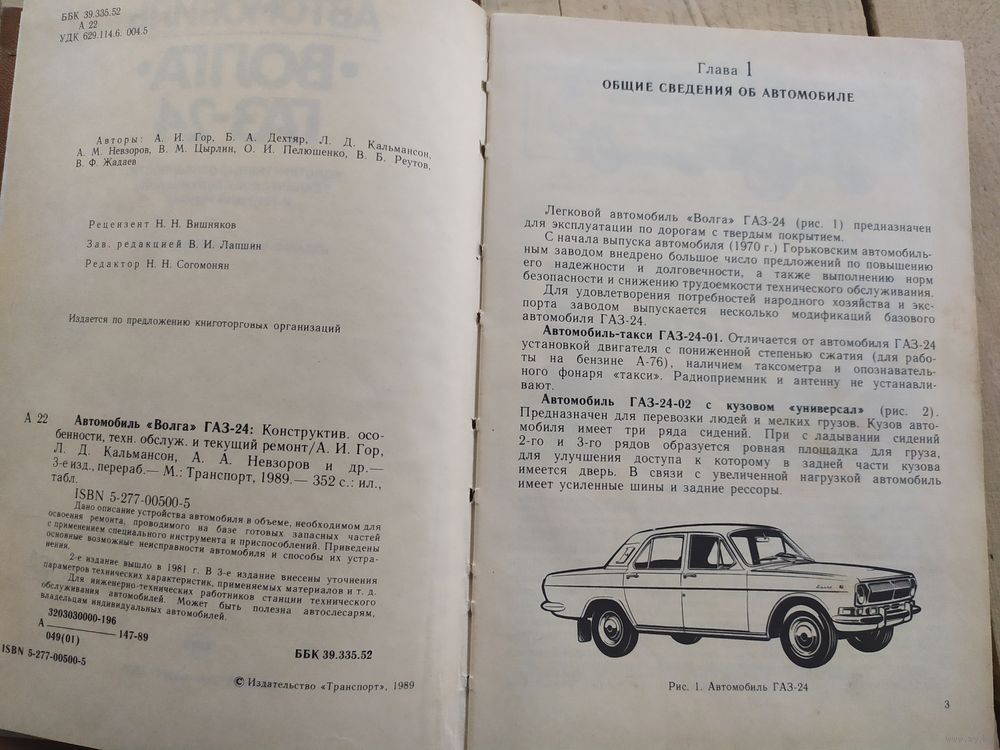 ББК 39.335.52
А 22
УДК 629.114.6. 004.5
Авторы: А. И. Гор, Б. А. Дехтяр, Л. Д. Кальмансон,
А. М. Невзоров, В. М. Цырлин, О. И. Пелюшенко, В. Б. Реутов,
В. Ф. Жадаев
Рецензент Н. Н. Вишняков
Зав. редакцией В. И. Лапшин
Редактор Н. Н. Согомонян
Издается по предложению книготорговых организаций
А 22 Автомобиль «Волга» ГАЗ-24: Конструктив. осо-
бенности, техн. обслуж. и текущий ремонт/А. И. Гор,
Л. Д. Кальмансон, А. А. Невзоров и др.—
3-е изд., перераб.— М.: Транспорт, 1989.— 352 с.: ил.,
табл.
ISBN 5-277-00500-5
Дано описание устройства автомобиля в объеме, необходимом для
освоения ремонта, проводимого на базе готовых запасных частей
с применением специального инструмента и приспособлений. Приведены
основные возможные неисправности автомобиля и способы их устра-
нения.
2-е издание вышло в 1981 г. В 3-е издание внесены уточнения
параметров технических характеристик, применяемых материалов и т. д.
Для инженерно-технических работников станции технического
обслуживания автомобилей. Может быть полезна автослесарям,
владельцам индивидуальных автомобилей.
3203030000-196
А 147-89
049(01)
ISBN 5-277-00500-5
ББК 39.335.52
© Издательство «Транспорт», 1989
Глава 1
ОБЩИЕ СВЕДЕНИЯ ОБ АВТОМОБИЛЕ
Легковой автомобиль «Волга» ГАЗ-24 (рис. 1) предназначен
для эксплуатации по дорогам с твердым покрытием.
С начала выпуска автомобиля (1970 г.) Горьковским автомобиль-
ным заводом внедрено большое число предложений по повышению
его надежности и долговечности, а также выполнению норм
безопасности и снижению трудоемкости технического обслуживания.
Для удовлетворения потребностей народного хозяйства и экс-
порта заводом выпускается несколько модификаций базового
автомобиля ГАЗ-24.
Автомобиль-такси ГАЗ-24-01. Отличается от автомобиля ГАЗ-24
установкой двигателя с пониженной степенью сжатия (для рабо-
ты на бензине А-76), наличием таксометра и опознаватель-
ного фонаря «такси». Радиоприемник и антенну не устанавли-
вают.
Автомобиль ГАЗ-24-02 с кузовом «универсал» (рис. 2).
Предназначен для перевозки людей и мелких грузов. Кузов авто-
мобиля имеет три ряда сидений. При с ладывании сидений
2-го и 3-го рядов образуется ровная площадка для груза,
для улучшения доступа к которому в задней части кузова
имеется дверь. В связи с увеличенной нагрузкой автомобиль
имеет усиленные шины и задние рессоры.
Рис. 1. Автомобиль ГАЗ-24
3